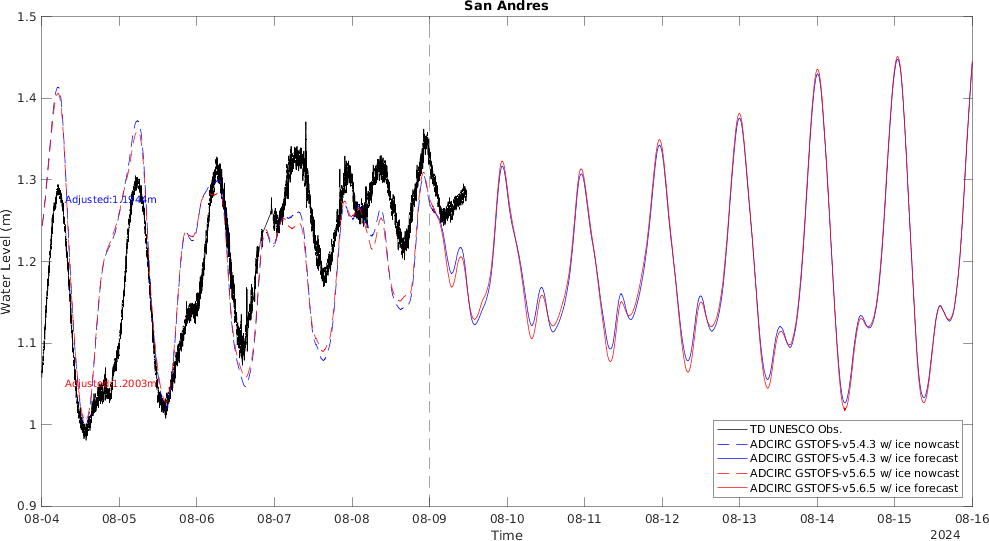 San Andres
Water Level (m)
1.5
1.4
1.3
1.2
1.1
1
0.9
Adjusted:1.1944m
Adjusted:1.2003m
TD UNESCO Obs.
ADCIRC GSTOFS-v5.4.3 w/ ice nowcast
ADCIRC GSTOFS-v5.4.3 w/ ice forecast
ADCIRC GSTOFS-v5.6.5 w/ ice nowcast
ADCIRC GSTOFS-v5.6.5 w/ ice forecast
08-04 08-05 08-06 08-07 08-08 08-09 08-10 08-11 08-12 08-13 08-14 08-15 08-16
Time
2024